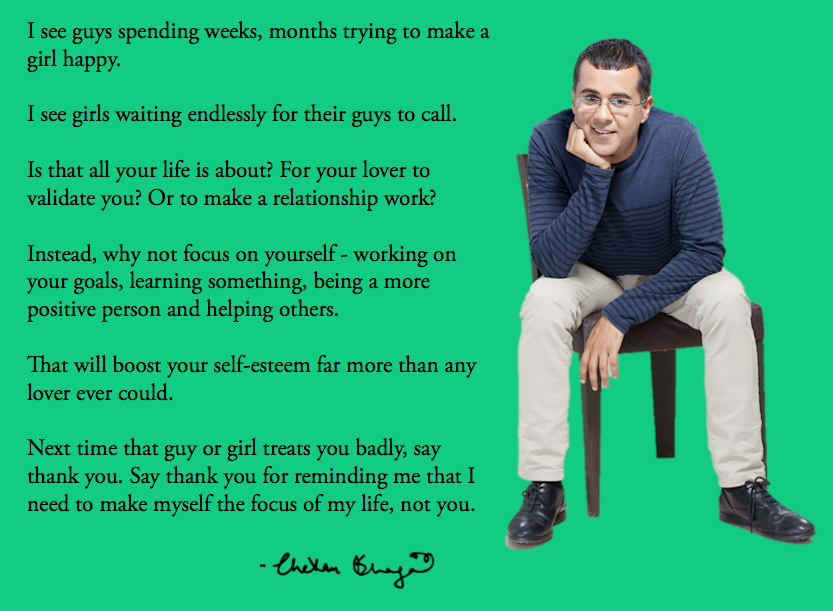 I see guys spending weeks, months trying to make a
girl happy.
I see girls waiting endlessly for their guys to call.
Is that all your life is about? For your lover to
validate you? Or to make a relationship work?
Instead, why not focus on yourself - working on
your goals, learning something, being a more
positive person and helping others.
That will boost your self-esteem far more than any
lover ever could.
Next time that guy or girl treats you badly, say
thank you. Say thank you for reminding me that I
need to make myself the focus of my life, not you.
- Chetan Bhagat